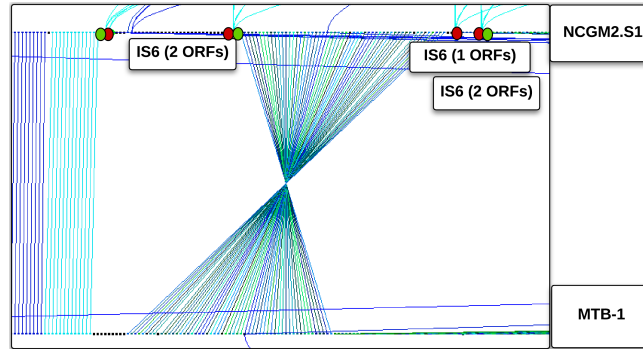 NCGM2.S1
IS6 (2 ORFs)
IS6 (1 ORFs)
IS6 (2 ORFs)
MTB-1